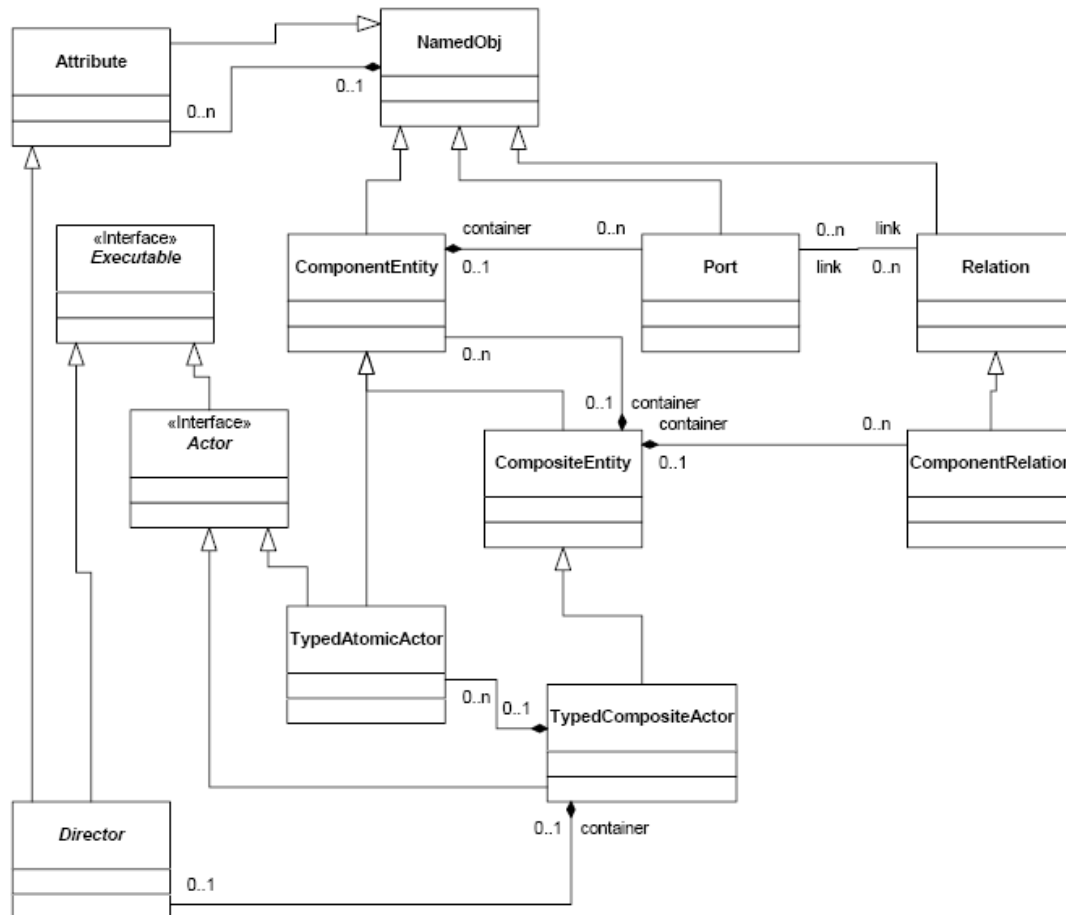 NamedObj
Attribute
0..1
0..n
«Interface»
Executable
container
0..n
0..n
link
ComponentEntity
0..1
Port
link
0..n
Relation
0..n
«Interface»
Actor
0..1
container
container
0..n
CompositeEntity
0..1
ComponentRelation
TypedAtomicActor
0..n
0..1
TypedCompositeActor
Director
0..1
container
0..1